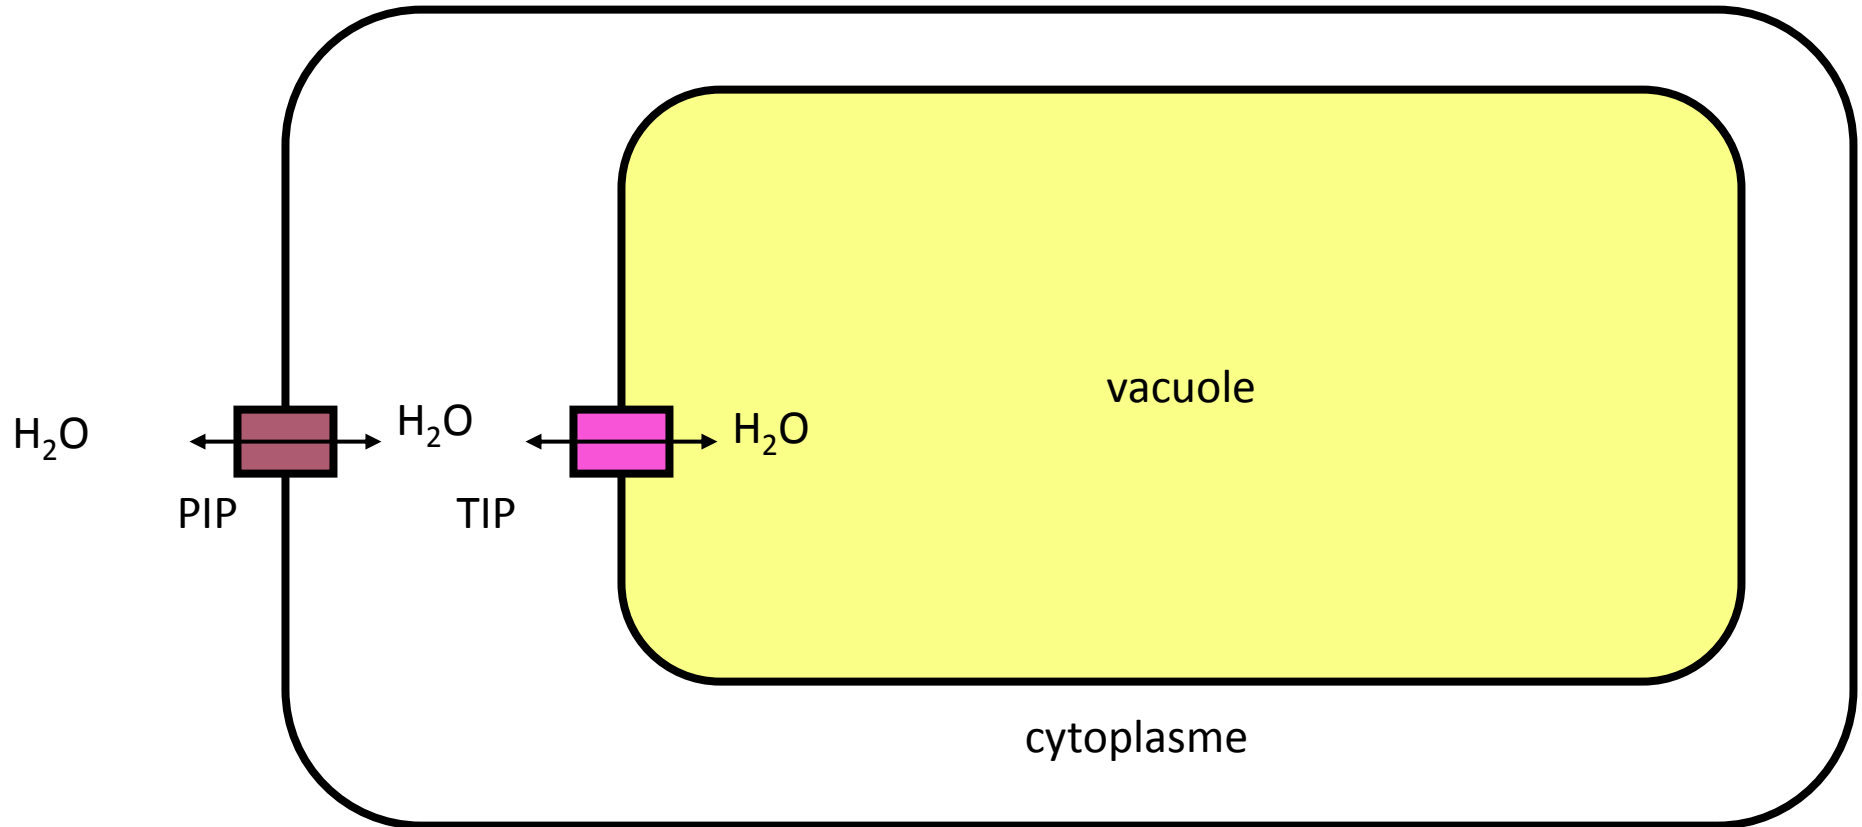 vacuole
H₂O
H₂O
H₂O
PIP
TIP
cytoplasme